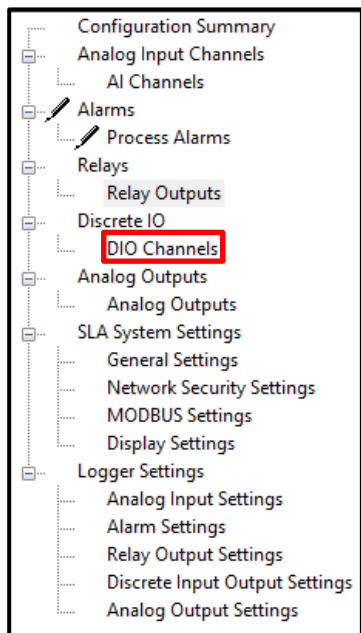 Configuration Summary
Analog Input Channels
AI Channels
Alarms
Process Alarms
Relays
Relay Outputs
Discrete IO
DIO Channels
Analog Outputs
Analog Outputs
SLA System Settings
General Settings
Network Security Settings
MODBUS Settings
Display Settings
Logger Settings
Analog Input Settings
Alarm Settings
Relay Output Settings
Discrete Input Output Settings
Analog Output Settings